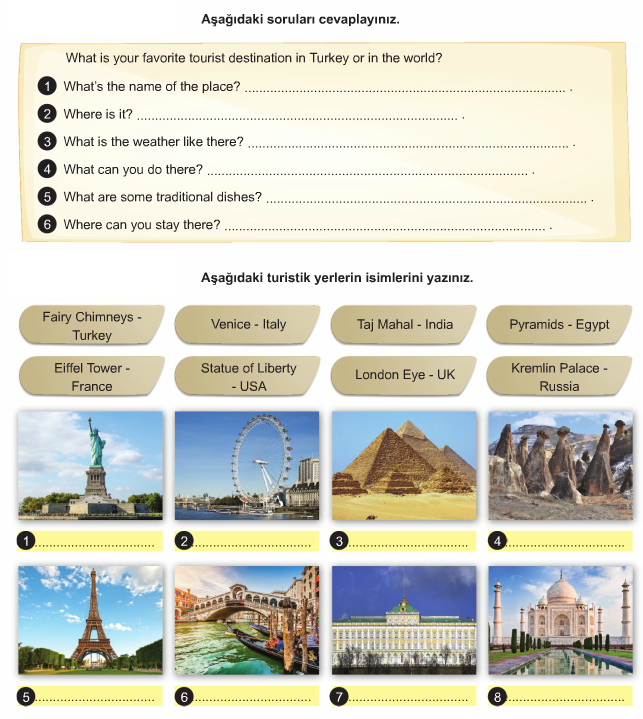 Aşağıdaki soruları cevaplayınız.
What is your favorite tourist destination in Turkey or in the world?
1 What's the name of the place? .......................................................................................... .
2 Where is it? .......................................................................................... .
3 What is the weather like there? .......................................................................................... .
4 What can you do there? .......................................................................................... .
5 What are some traditional dishes? .......................................................................................... .
6 Where can you stay there? .......................................................................................... .
Aşağıdaki turistik yerlerin isimlerini yazınız.
Fairy Chimneys -
Turkey
Venice - Italy
Taj Mahal - India
Pyramids - Egypt
Eiffel Tower -
France
Statue of Liberty
- USA
London Eye - UK
Kremlin Palace -
Russia
1 ..............................
2 ..............................
3 ..............................
4 ..............................
5 ..............................
6 ..............................
7 ..............................
8 ..............................